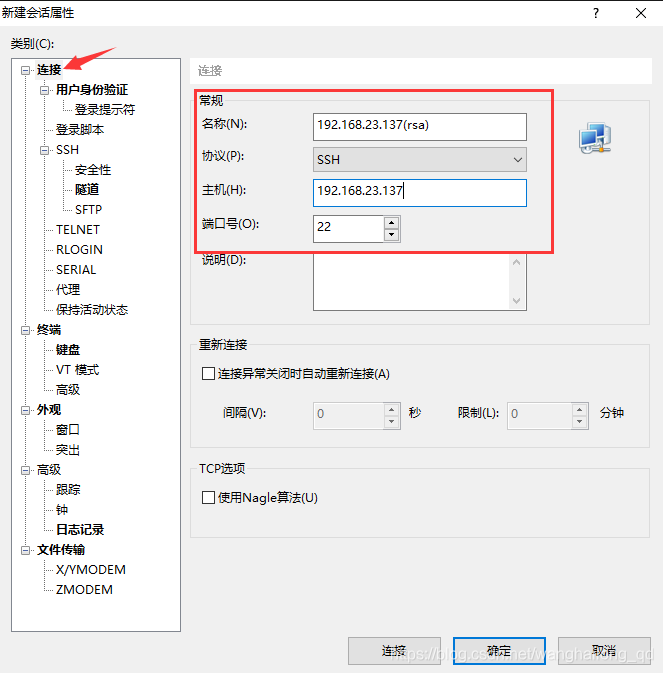 新建会话属性
?
类别(C):
连接
用户身份验证
登录提示符
登录脚本
SSH
安全性
隧道
SFTP
TELNET
RLOGIN
SERIAL
代理
保持活动状态
终端
键盘
VT 模式
高级
外观
窗口
突出
高级
跟踪
钟
日志记录
文件传输
X/YMODEM
ZMODEM
连接
常规
名称(N): 192.168.23.137(rsa)
协议(P): SSH
主机(H): 192.168.23.137
端口号(O): 22
说明(D):
重新连接
连接异常关闭时自动重新连接(A)
间隔(V): 0 秒 限制(L): 0 分钟
TCP选项
使用Nagle算法(U)
连接 确定 取消